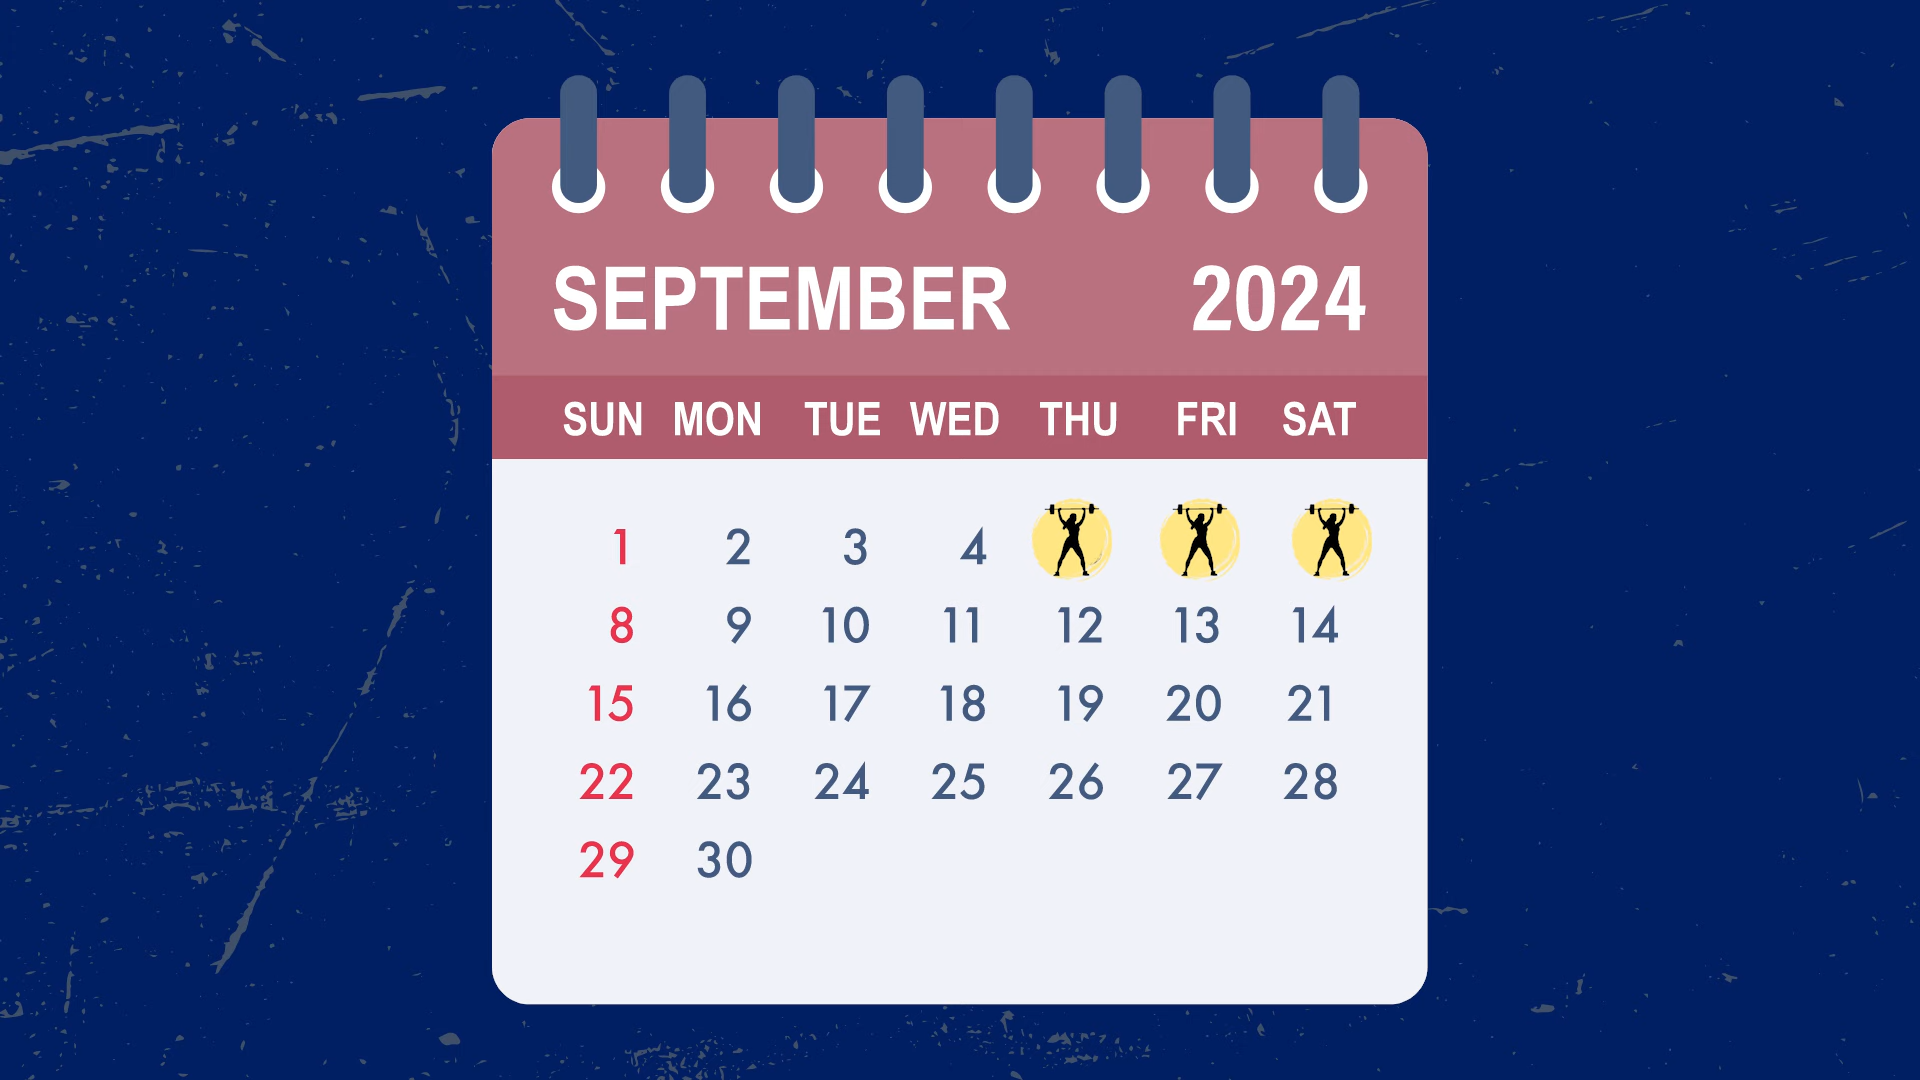 SEPTEMBER 2024
SUN MON TUE WED THU FRI SAT
1 2 3 4
8 9 10 11 12 13 14
15 16 17 18 19 20 21
22 23 24 25 26 27 28
29 30